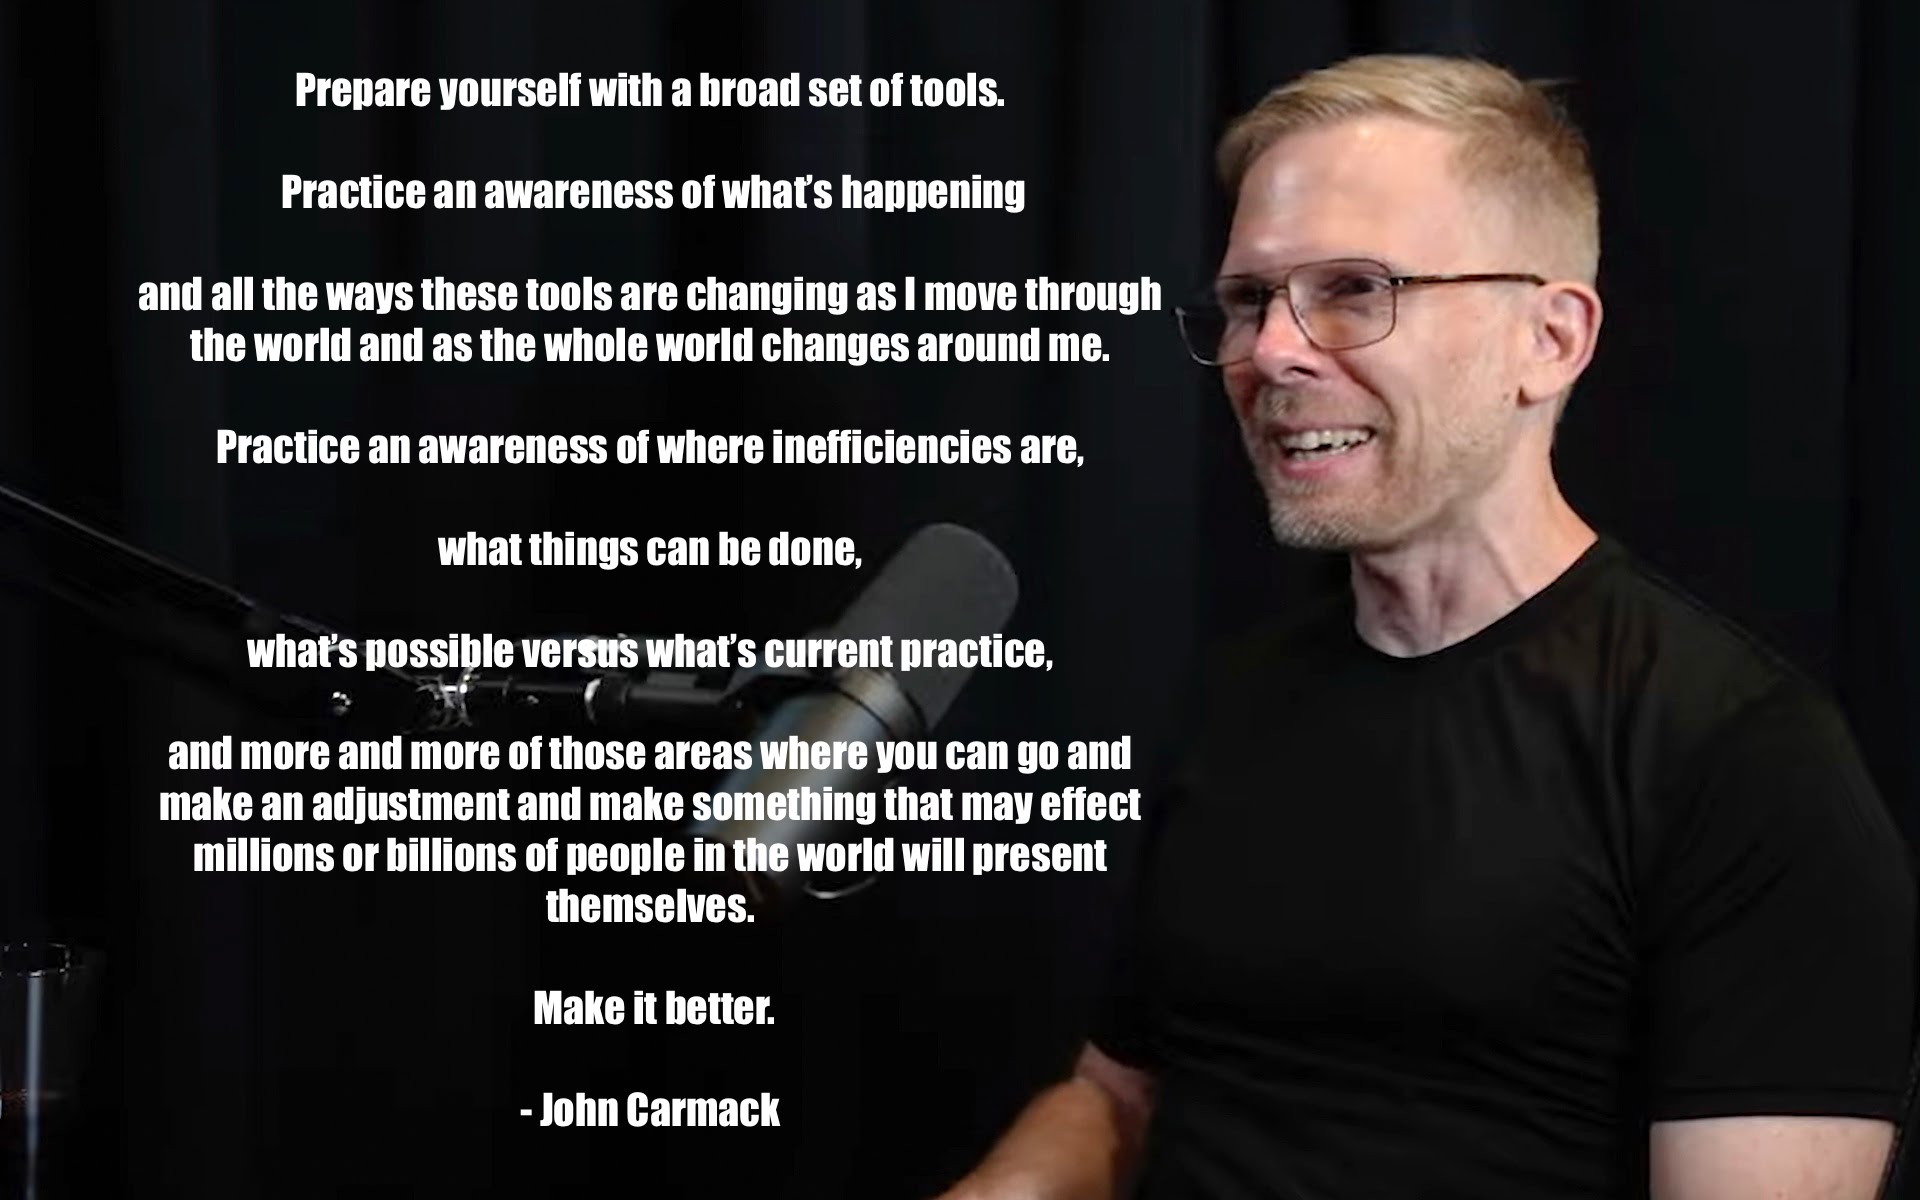 Prepare yourself with a broad set of tools.
Practice an awareness of what’s happening
and all the ways these tools are changing as I move through
the world and as the whole world changes around me.
Practice an awareness of where inefficiencies are,
what things can be done,
what’s possible versus what’s current practice,
and more and more of those areas where you can go and
make an adjustment and make something that may effect
millions or billions of people in the world will present
themselves.
Make it better.
- John Carmack